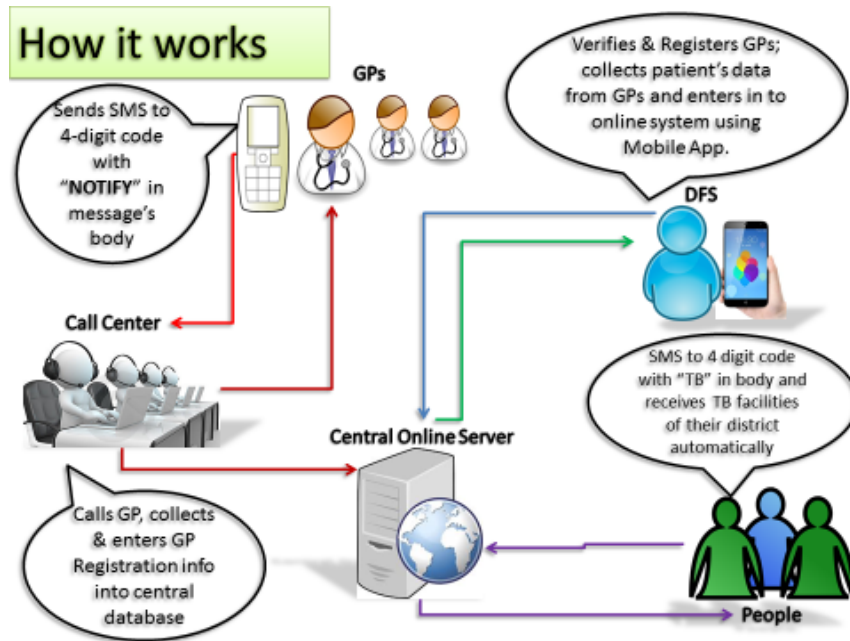 How it works
GPs
Sends SMS to
4-digit code
with
“NOTIFY” in
message’s
body
Verifies & Registers GPs;
collects patient’s data
from GPs and enters in to
online system using
Mobile App.
DFS
Call Center
SMS to 4 digit code
with “TB” in body and
receives TB facilities
of their district
automatically
Central Online Server
Calls GP, collects
& enters GP
Registration info
into central
database
People